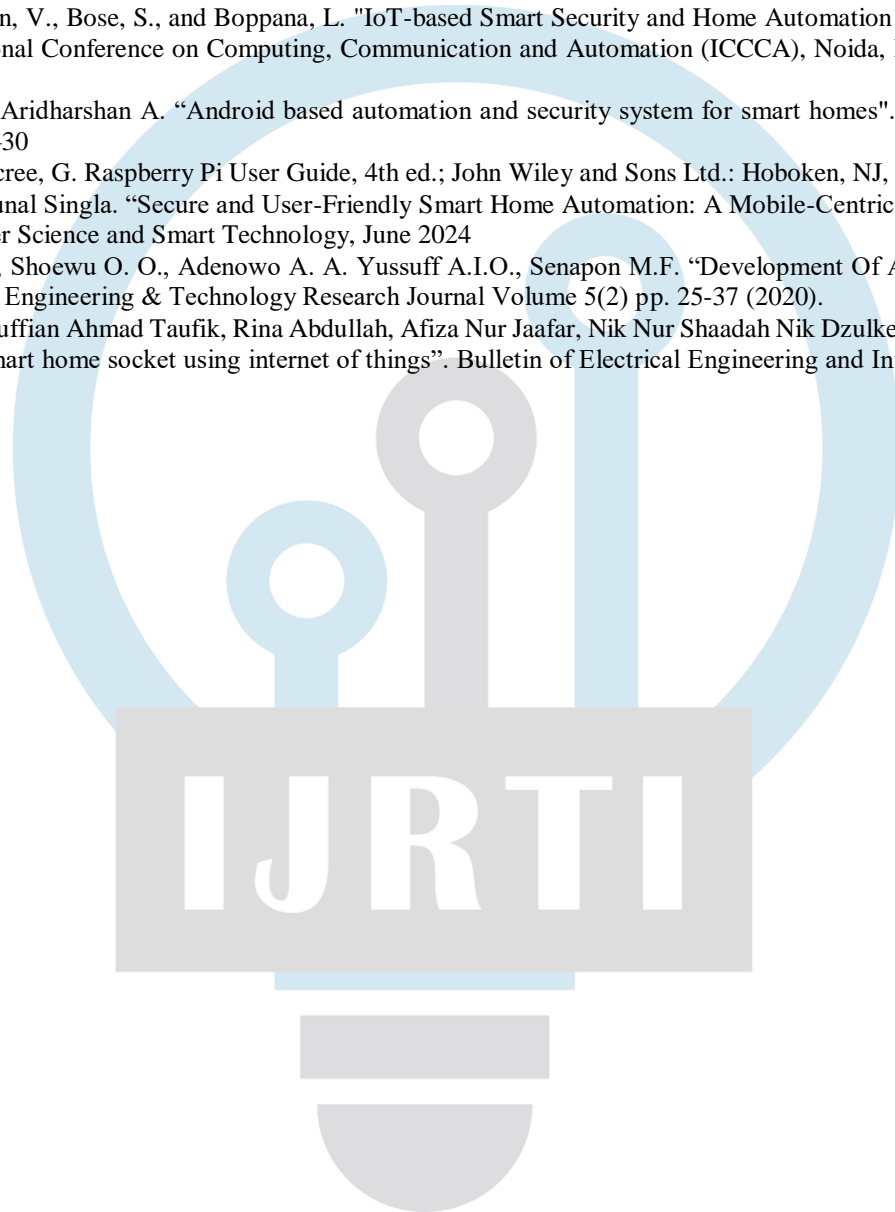 n, V., Bose, S., and Boppana, L. "IoT-based Smart Security and Home Automation
onal Conference on Computing, Communication and Automation (ICCCA), Noida,
Aridharshan A. “Android based automation and security system for smart homes".
-30
cree, G. Raspberry Pi User Guide, 4th ed.; John Wiley and Sons Ltd.: Hoboken, NJ,
unal Singla. “Secure and User-Friendly Smart Home Automation: A Mobile-Centric
er Science and Smart Technology, June 2024
, Shoewu O. O., Adenowo A. A. Yussuff A.I.O., Senapon M.F. “Development Of A
Engineering & Technology Research Journal Volume 5(2) pp. 25-37 (2020).
uffian Ahmad Taufik, Rina Abdullah, Afiza Nur Jaafar, Nik Nur Shaadah Nik Dzulke
mart home socket using internet of things”. Bulletin of Electrical Engineering and In
IJRTI